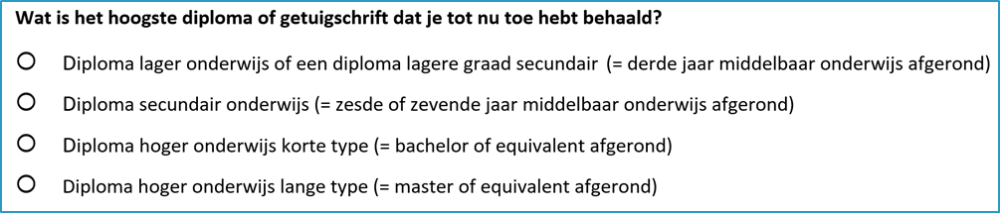 Wat is het hoogste diploma of getuigschrift dat je tot nu toe hebt behaald?
Diploma lager onderwijs of een diploma lagere graad secundair (= derde jaar middelbaar onderwijs afgerond)
Diploma secundair onderwijs (= zesde of zevende jaar middelbaar onderwijs afgerond)
Diploma hoger onderwijs korte type (= bachelor of equivalent afgerond)
Diploma hoger onderwijs lange type (= master of equivalent afgerond)